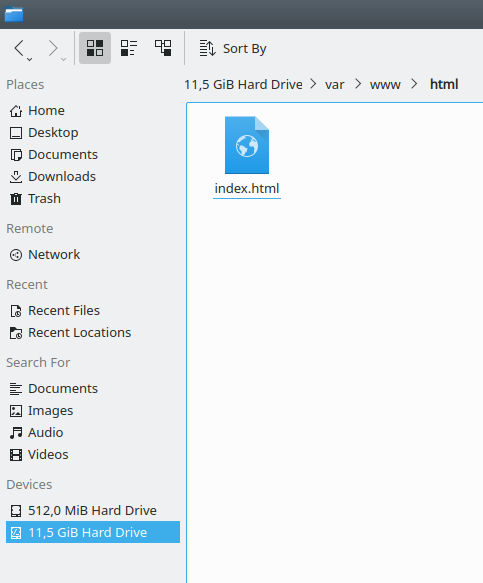 Sort By
Places
11,5 GiB Hard Drive > var > www > html
Home
Desktop
Documents
Downloads
Trash
index.html
Remote
Network
Recent
Recent Files
Recent Locations
Search For
Documents
Images
Audio
Videos
Devices
512,0 MiB Hard Drive
11,5 GiB Hard Drive